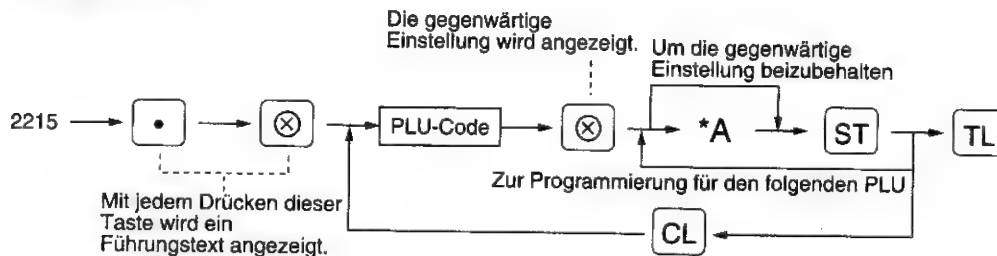 Die gegenwärtige
Einstellung wird angezeigt.
Um die gegenwärtige
Einstellung beizubehalten
2215 • ⊗ PLU-Code ⊗ *A ST TL
Zur Programmierung für den folgenden PLU
Mit jedem Drücken dieser
Taste wird ein
Führungstext angezeigt.
CL